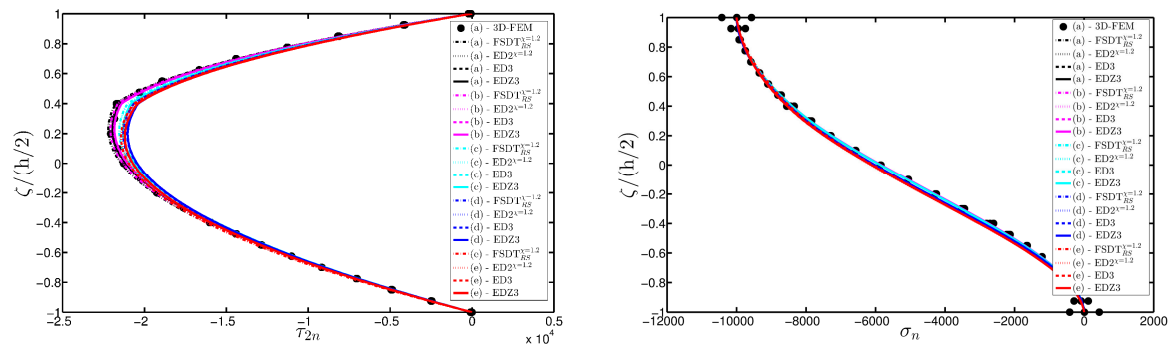 1
0.8
0.6
0.4
0.2
0
−0.2
−0.4
−0.6
−0.8
−1
ζ/(h/2)
−2.5
−2
−1.5
−1
−0.5
0
0.5
x 10⁴
τ₂ₙ
(a) - 3D-FEM
(a) - FSDT_RS^χ=1.2
(a) - ED2^χ=1.2
(a) - ED3
(a) - EDZ3
(b) - FSDT_RS^χ=1.2
(b) - ED2^χ=1.2
(b) - ED3
(b) - EDZ3
(c) - FSDT_RS^χ=1.2
(c) - ED2^χ=1.2
(c) - ED3
(c) - EDZ3
(d) - FSDT_RS^χ=1.2
(d) - ED2^χ=1.2
(d) - ED3
(d) - EDZ3
(e) - FSDT_RS^χ=1.2
(e) - ED2^χ=1.2
(e) - ED3
(e) - EDZ3
1
0.8
0.6
0.4
0.2
0
−0.2
−0.4
−0.6
−0.8
−1
ζ/(h/2)
−12000
−10000
−8000
−6000
−4000
−2000
0
2000
σₙ
(a) - 3D-FEM
(a) - FSDT_RS^χ=1.2
(a) - ED2^χ=1.2
(a) - ED3
(a) - EDZ3
(b) - FSDT_RS^χ=1.2
(b) - ED2^χ=1.2
(b) - ED3
(b) - EDZ3
(c) - FSDT_RS^χ=1.2
(c) - ED2^χ=1.2
(c) - ED3
(c) - EDZ3
(d) - FSDT_RS^χ=1.2
(d) - ED2^χ=1.2
(d) - ED3
(d) - EDZ3
(e) - FSDT_RS^χ=1.2
(e) - ED2^χ=1.2
(e) - ED3
(e) - EDZ3